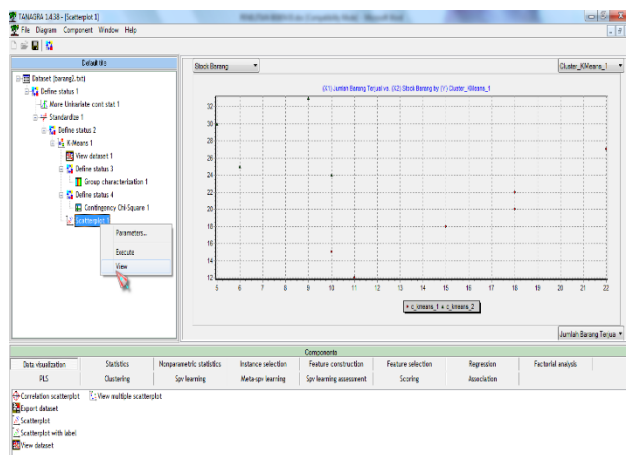 TANAGRA 1.4.38 - [Scatterplot 1]
File Diagram Component Window Help
Default title
Dataset (barang2.txt)
Define status 1
More Univariate cont stat 1
Standardize 1
Define status 2
K-Means 1
View dataset 1
Define status 3
Group characterization 1
Define status 4
Contingency Chi-Square 1
Scatterplot 1
Parameters...
Execute
View
Stock Barang
Cluster_KMeans_1
(X1) Jumlah Barang Terjual vs. (X2) Stock Barang by (Y) Cluster_KMeans_1
32
30
28
26
24
22
20
18
16
14
12
5 6 7 8 9 10 11 12 13 14 15 16 17 18 19 20 21 22
c_kmeans_1 c_kmeans_2
Jumlah Barang Terjua
Components
Data visualization Statistics Nonparametric statistics Instance selection Feature construction Feature selection Regression Factorial analysis
PLS Clustering Spv learning Meta-spv learning Spv learning assessment Scoring Association
Correlation scatterplot View multiple scatterplot
Export dataset
Scatterplot
Scatterplot with label
View dataset